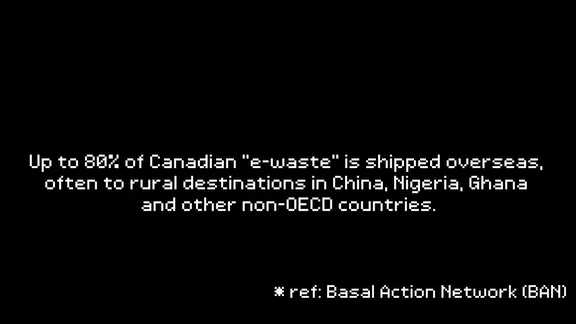 Up to 80% of Canadian "e-waste" is shipped overseas,
often to rural destinations in China, Nigeria, Ghana
and other non-OECD countries.
* ref: Basal Action Network (BAN)